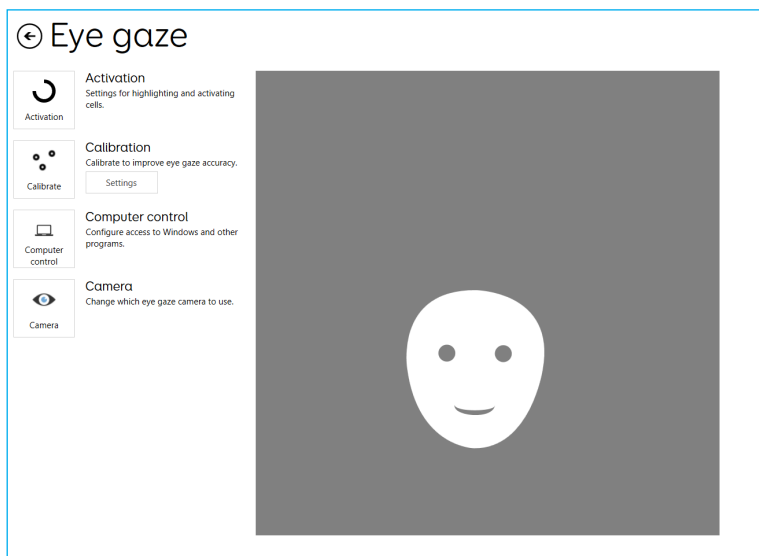 Eye gaze
Activation
Activation
Settings for highlighting and activating
cells.
Calibrate
Calibration
Calibrate to improve eye gaze accuracy.
Settings
Computer
control
Computer control
Configure access to Windows and other
programs.
Camera
Camera
Change which eye gaze camera to use.